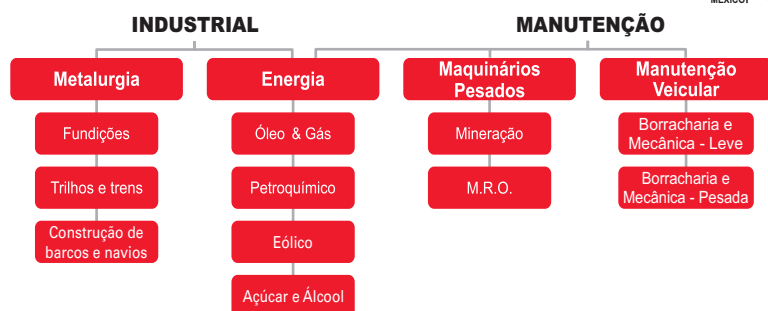 MÉXICO!
INDUSTRIAL
MANUTENÇÃO
Metalurgia
Energia
Maquinários
Pesados
Manutenção
Veicular
Fundições
Óleo & Gás
Mineração
Borracharia e
Mecânica - Leve
Trilhos e trens
Petroquímico
M.R.O.
Borracharia e
Mecânica - Pesada
Construção de
barcos e navios
Eólico
Açúcar e Álcool